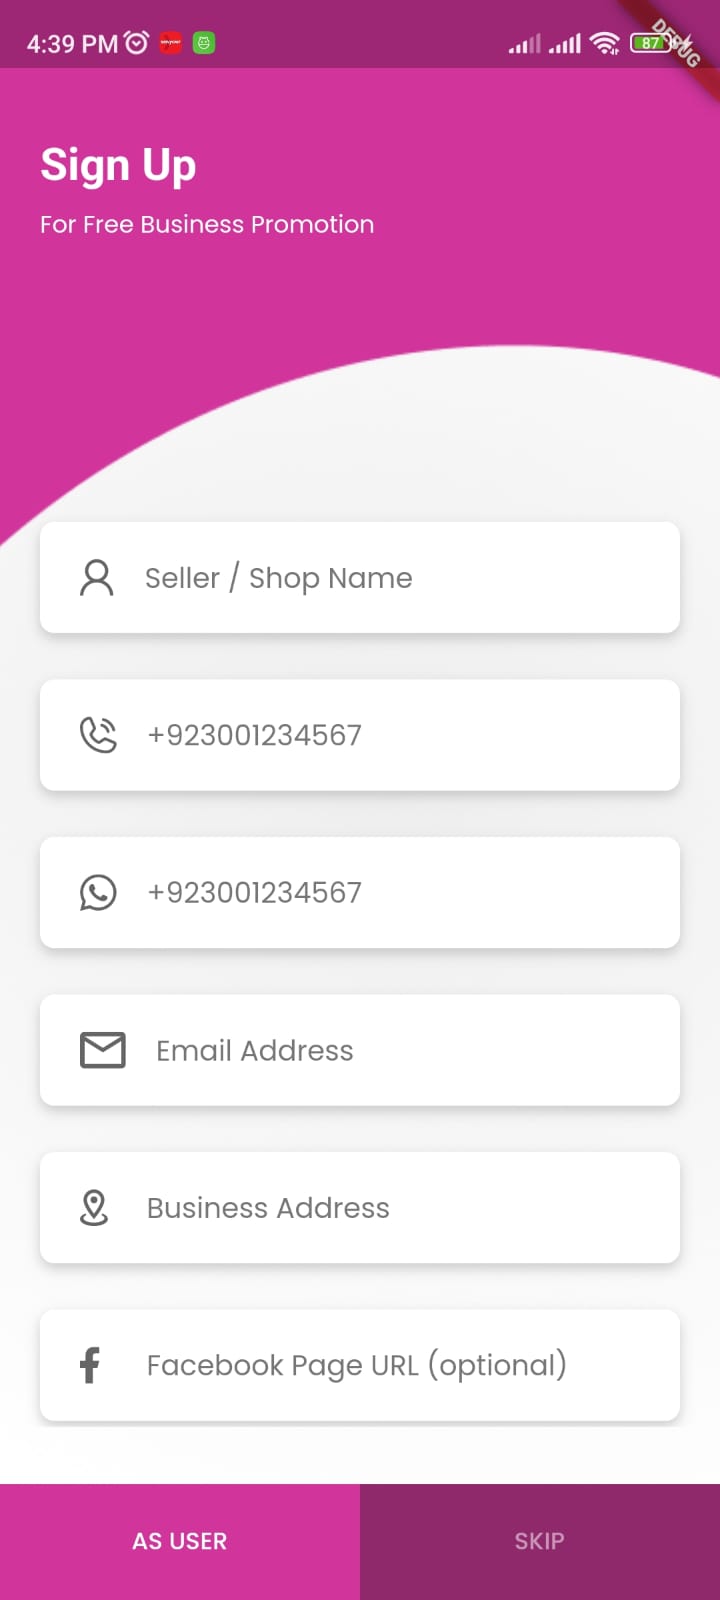 4:39 PM
87
DEBUG
Sign Up
For Free Business Promotion
Seller / Shop Name
+923001234567
+923001234567
Email Address
Business Address
Facebook Page URL (optional)
AS USER
SKIP